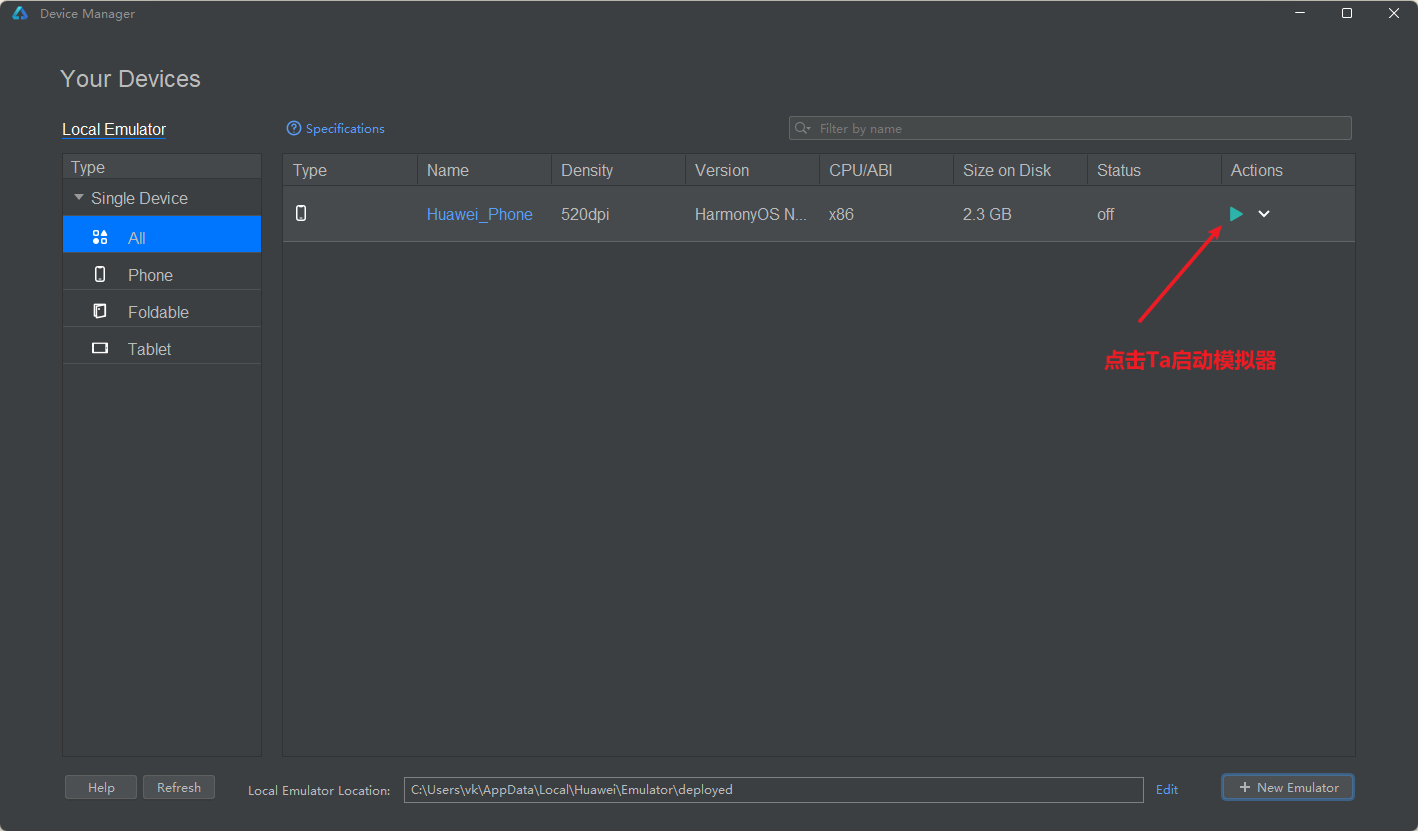 Device Manager
Your Devices
Local Emulator
Specifications
Filter by name
Type
Single Device
All
Phone
Foldable
Tablet
Type Name Density Version CPU/ABI Size on Disk Status Actions
Huawei_Phone 520dpi HarmonyOS N... x86 2.3 GB off
点击Ta启动模拟器
Help Refresh Local Emulator Location: C:\Users\vk\AppData\Local\Huawei\Emulator\deployed Edit + New Emulator